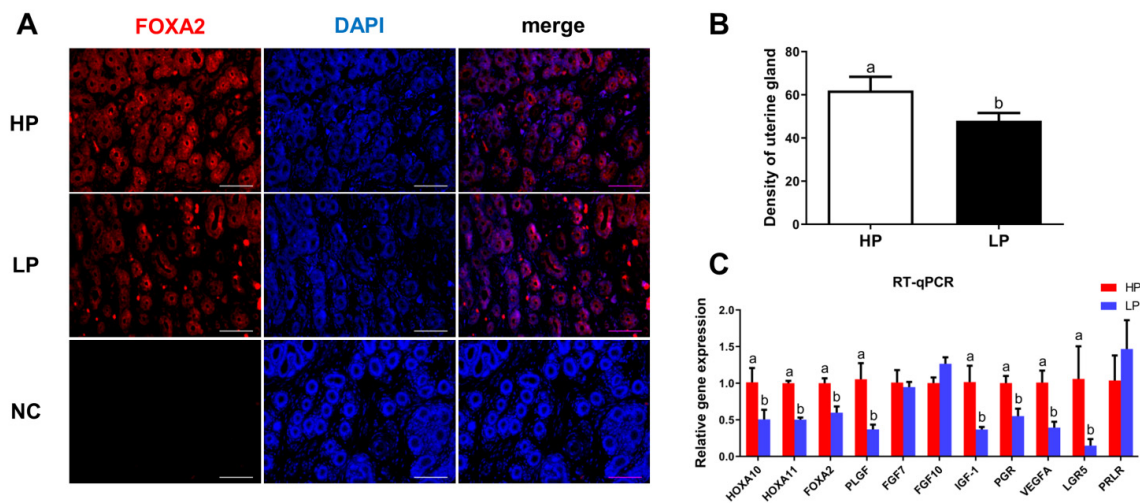 A
FOXA2
DAPI
merge
HP
LP
NC
B
Density of uterine gland
80
60
40
20
0
a
b
HP
LP
C
RT-qPCR
HP
LP
Relative gene expression
2.0
1.5
1.0
0.5
0.0
a
b
a
b
a
b
a
b
a
b
a
b
a
b
a
b
HOXA10
HOXA11
FOXA2
PLGF
FGF7
FGF10
IGF-1
PGR
VEGFA
LGR5
PRLR